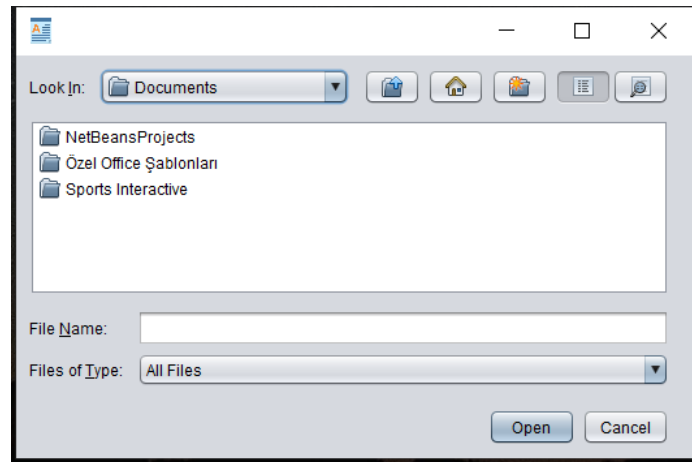 Look In: Documents
NetBeansProjects
Özel Office Şablonları
Sports Interactive
File Name:
Files of Type: All Files
Open Cancel